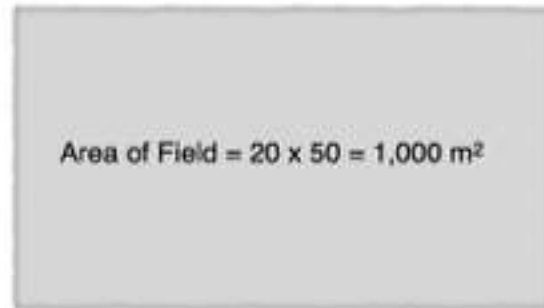 Area of Field = 20 x 50 = 1,000 m²